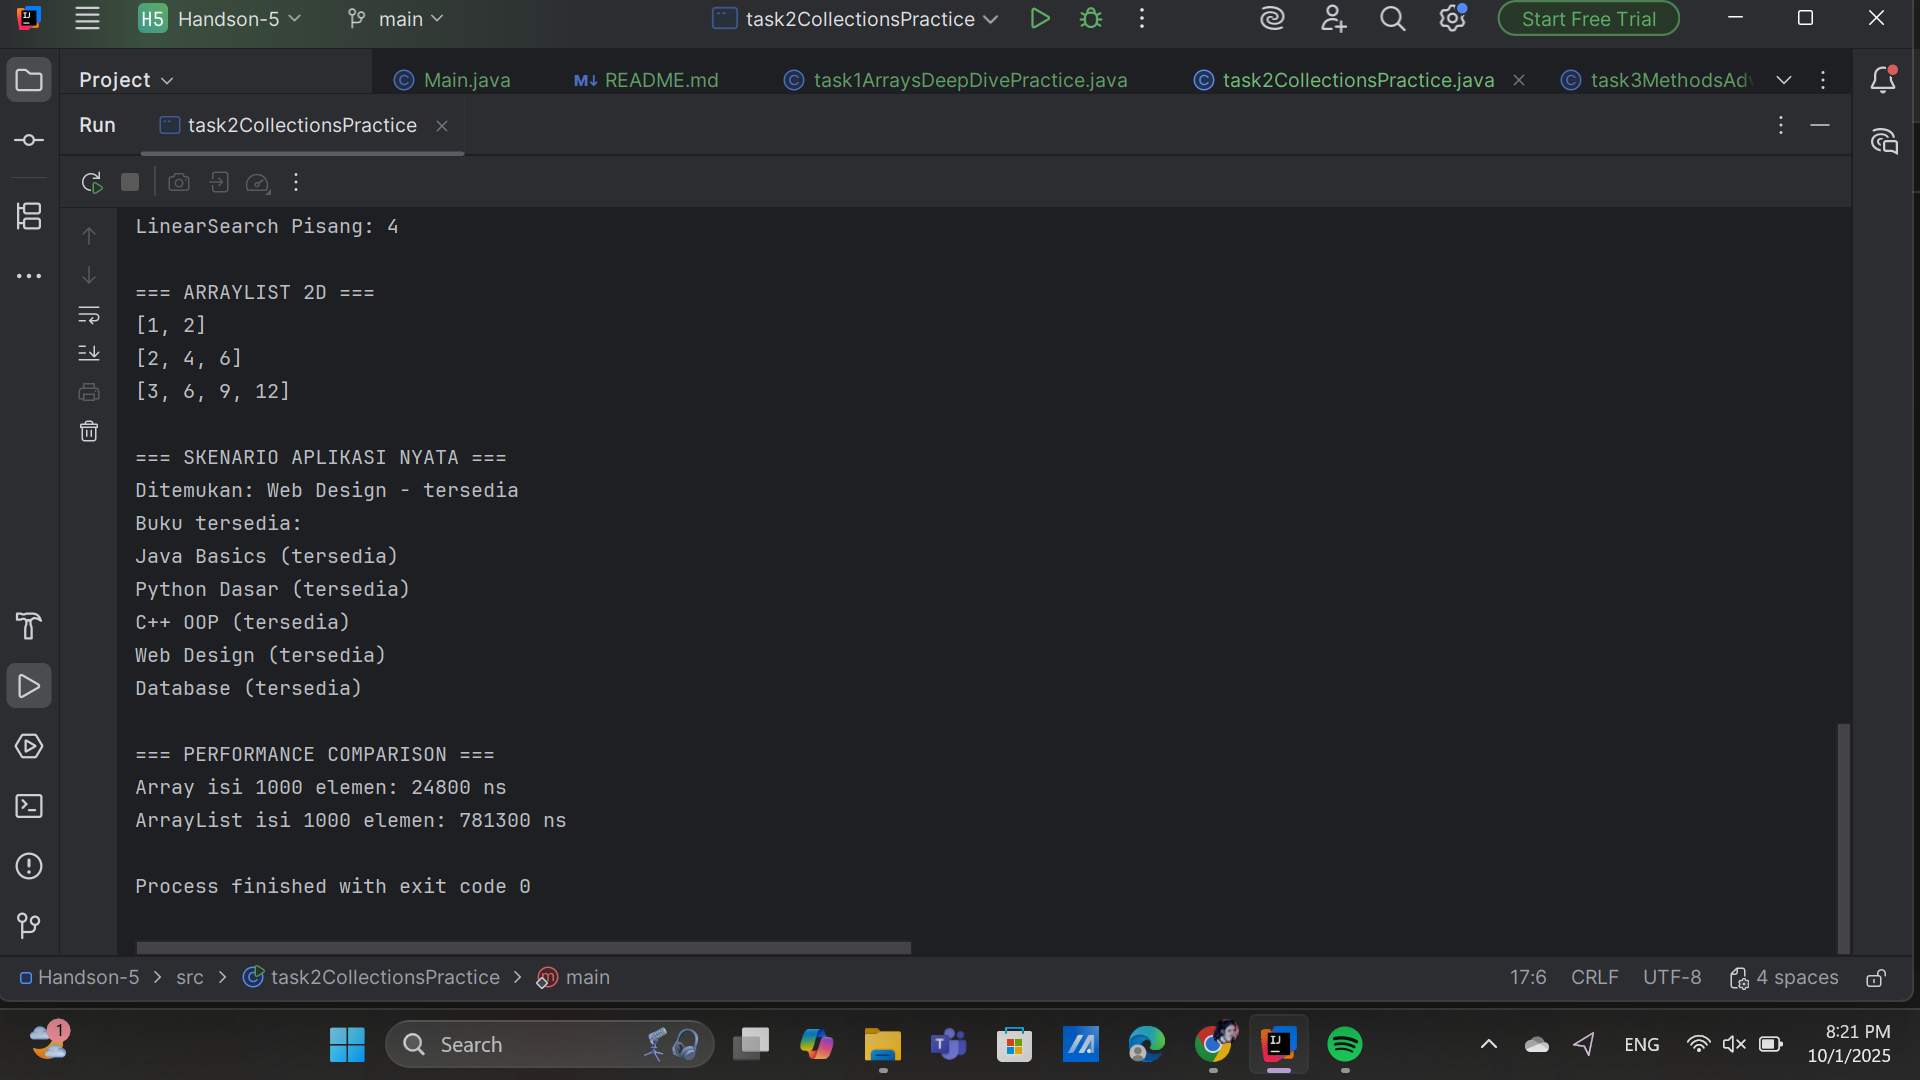 H5 Handson-5 main task2CollectionsPractice Start Free Trial
Project Main.java M↓ README.md task1ArraysDeepDivePractice.java task2CollectionsPractice.java task3MethodsAdv
Run task2CollectionsPractice
LinearSearch Pisang: 4
=== ARRAYLIST 2D ===
[1, 2]
[2, 4, 6]
[3, 6, 9, 12]
=== SKENARIO APLIKASI NYATA ===
Ditemukan: Web Design - tersedia
Buku tersedia:
Java Basics (tersedia)
Python Dasar (tersedia)
C++ OOP (tersedia)
Web Design (tersedia)
Database (tersedia)
=== PERFORMANCE COMPARISON ===
Array isi 1000 elemen: 24800 ns
ArrayList isi 1000 elemen: 781300 ns
Process finished with exit code 0
Handson-5 > src > task2CollectionsPractice > main 17:6 CRLF UTF-8 4 spaces
1 Search ENG 8:21 PM
10/1/2025